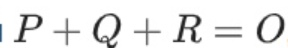 P + Q + R = O